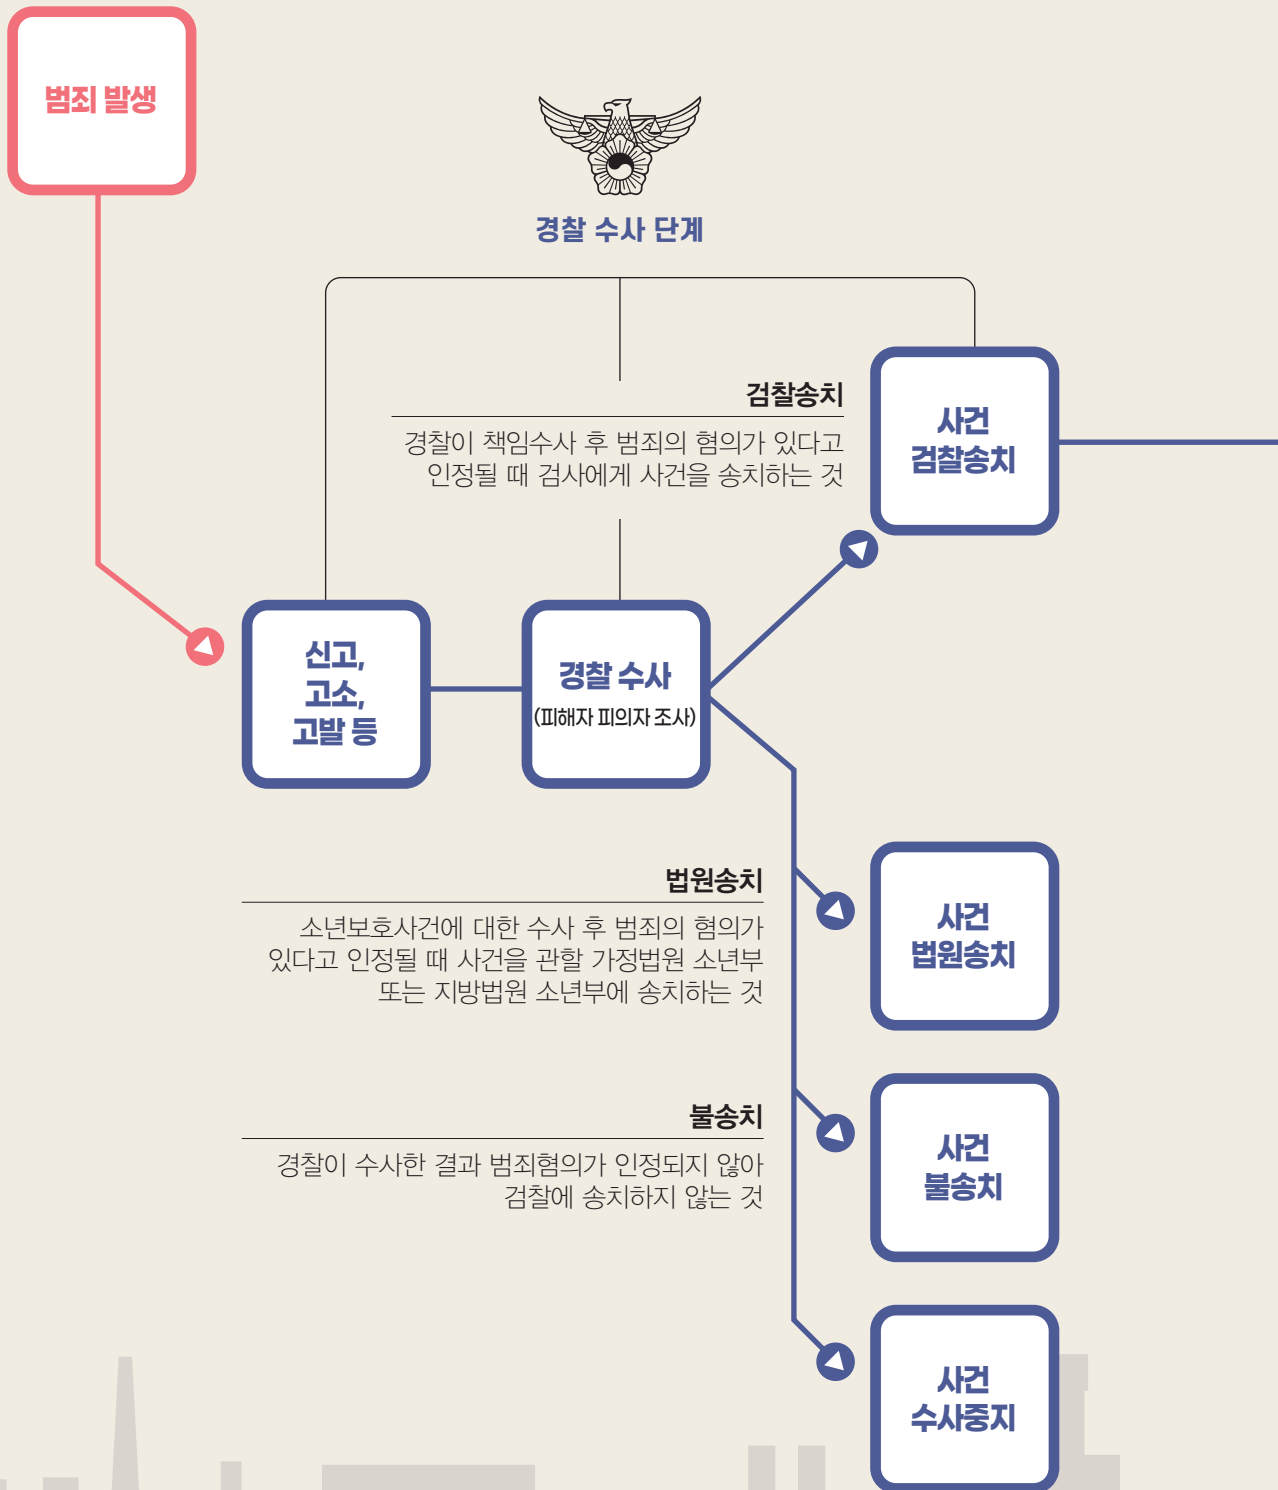 범죄 발생
경찰 수사 단계
검찰송치
경찰이 책임수사 후 범죄의 혐의가 있다고
인정될 때 검사에게 사건을 송치하는 것
사건
검찰송치
신고,
고소,
고발 등
경찰 수사
(피해자 피의자 조사)
법원송치
소년보호사건에 대한 수사 후 범죄의 혐의가
있다고 인정될 때 사건을 관할 가정법원 소년부
또는 지방법원 소년부에 송치하는 것
사건
법원송치
불송치
경찰이 수사한 결과 범죄혐의가 인정되지 않아
검찰에 송치하지 않는 것
사건
불송치
사건
수사중지